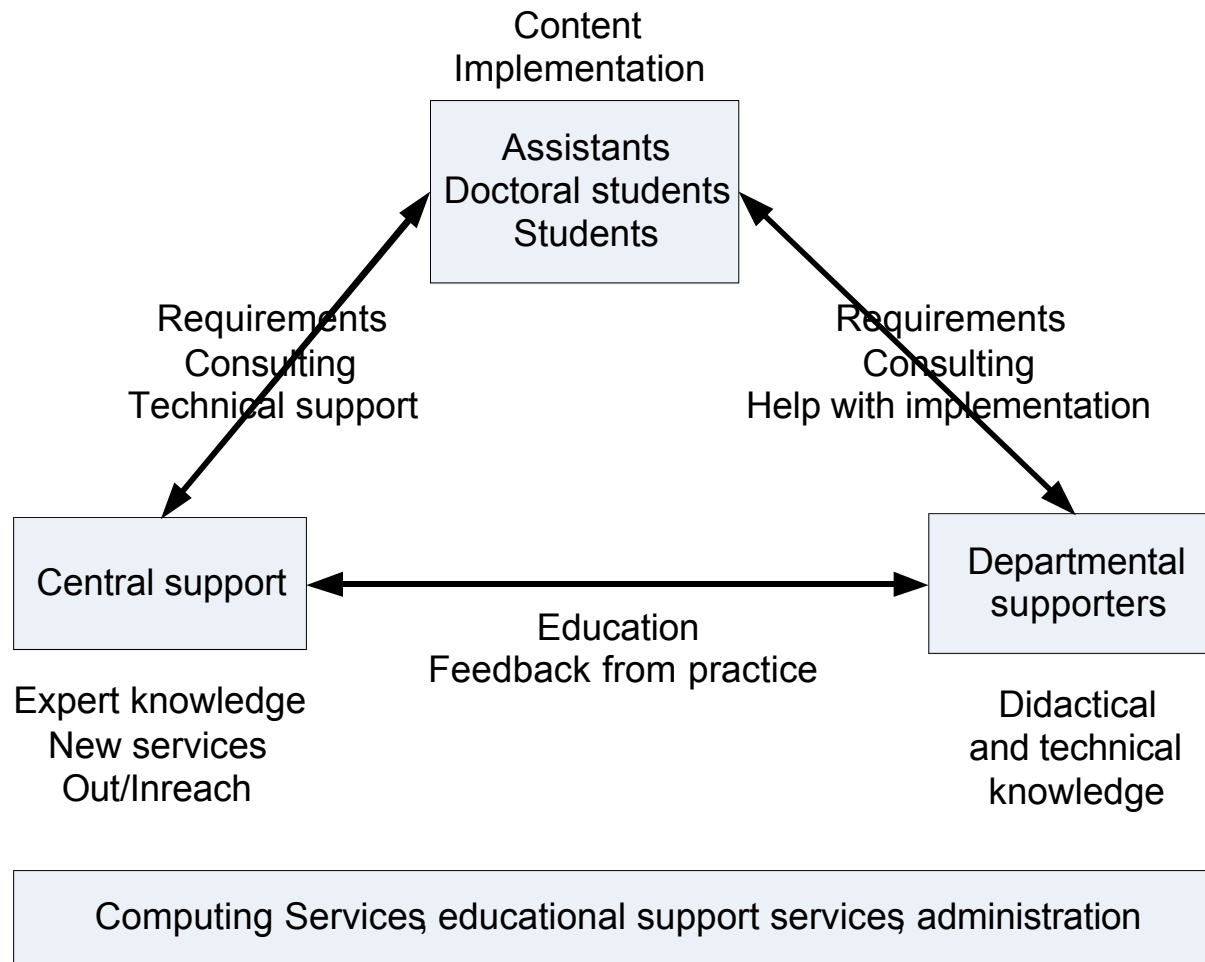 Content
Implementation
Assistants
Doctoral students
Students
Requirements
Consulting
Technical support
Requirements
Consulting
Help with implementation
Central support
Departmental
supporters
Education
Feedback from practice
Expert knowledge
New services
Out/Inreach
Didactical
and technical
knowledge
Computing Services, educational support services, administration